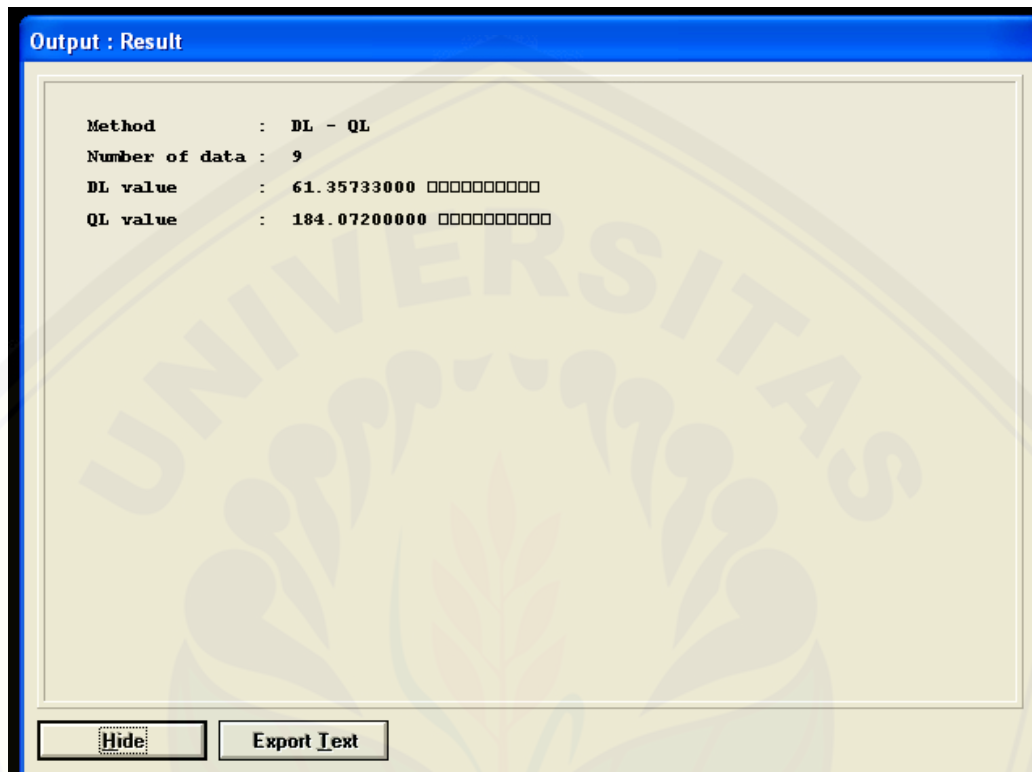 Output : Result
Method : DL - QL
Number of data : 9
DL value : 61.35733000 □□□□□□□□□□
QL value : 184.07200000 □□□□□□□□□□
UNIVERSITAS
Hide
Export Text